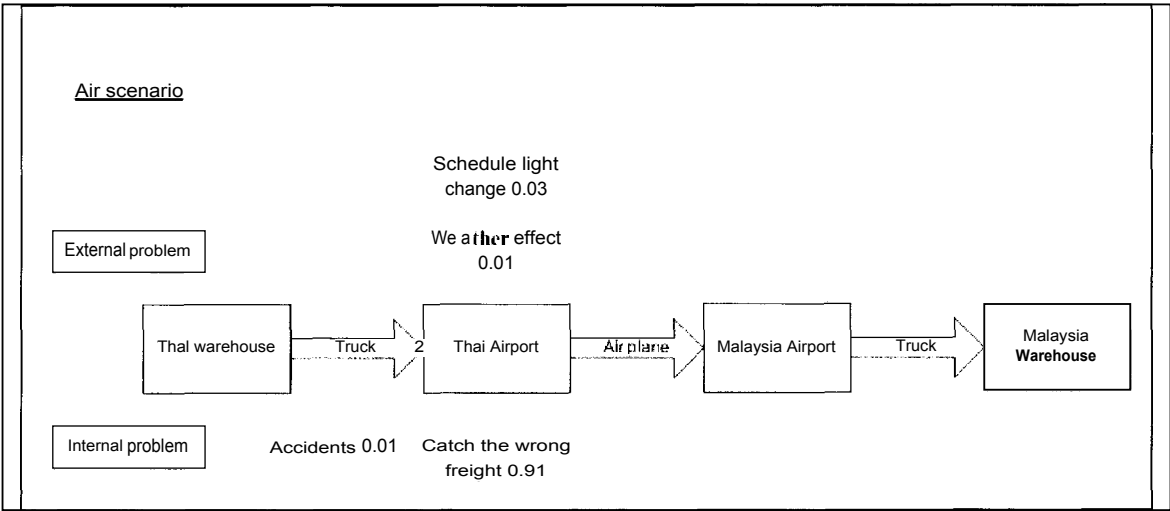 Air scenario
Schedule light
change 0.03
External problem
We ather effect
0.01
Thal warehouse
Truck
2
Thai Airport
Air plane
Malaysia Airport
Truck
Malaysia
Warehouse
Internal problem
Accidents 0.01
Catch the wrong
freight 0.91